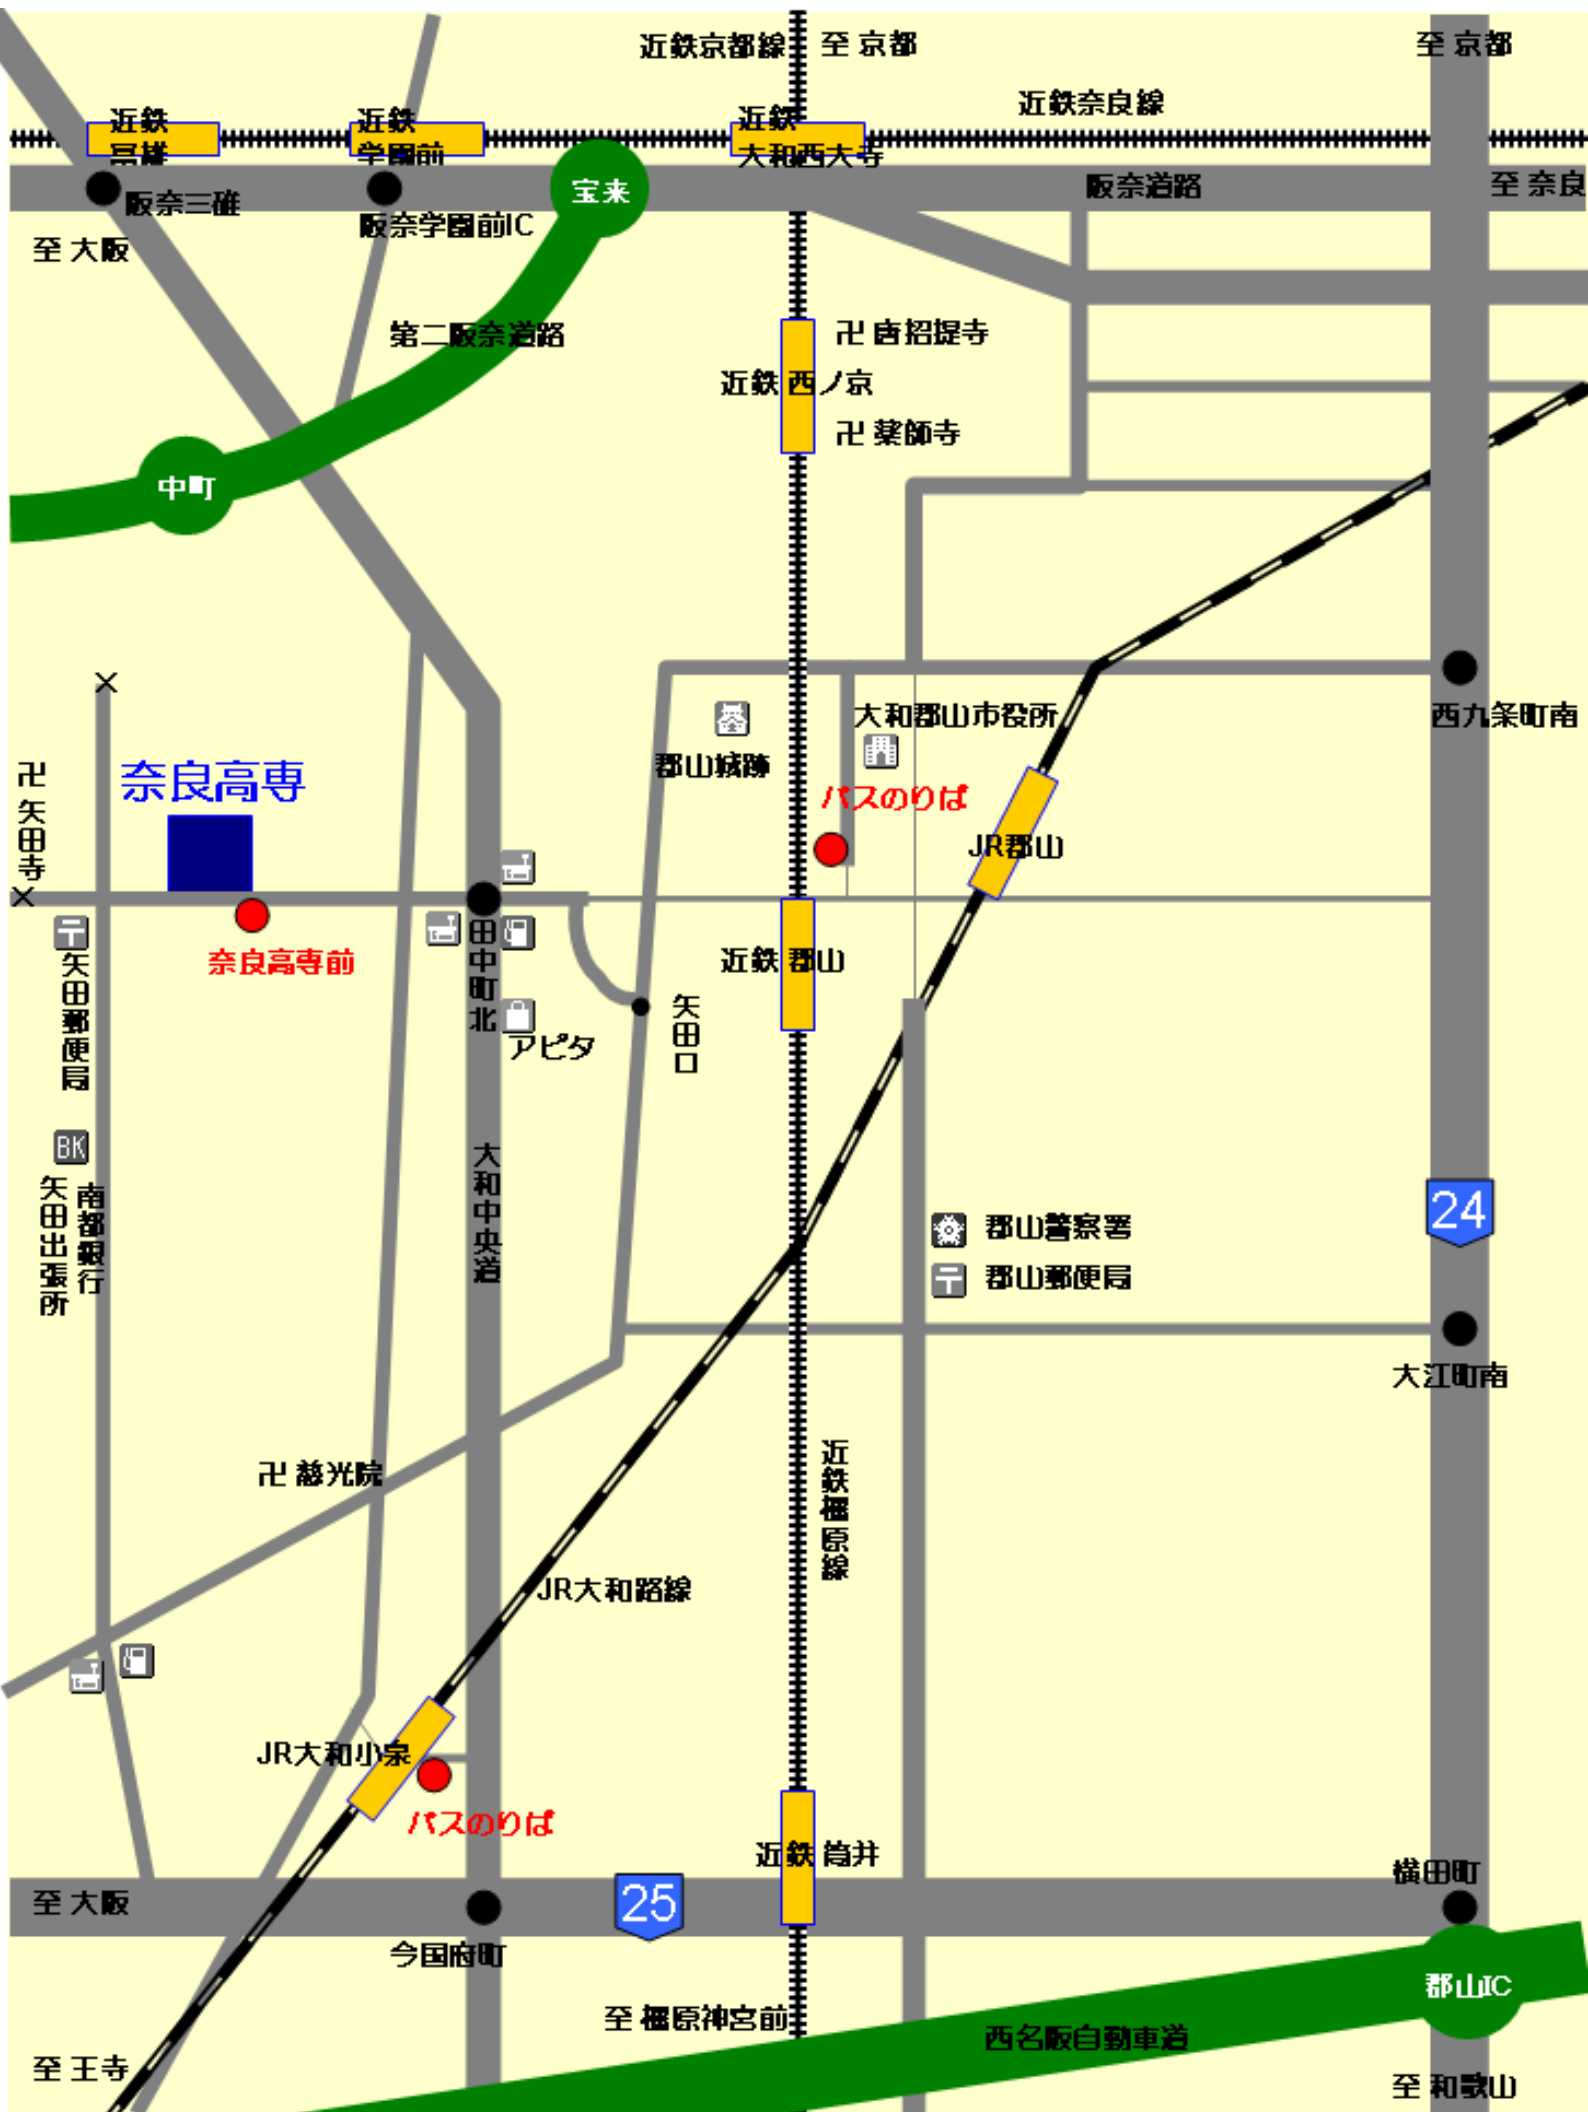 近鉄京都線
至 京都
至 京都
近鉄奈良線
近鉄
富雄
近鉄
学園前
近鉄
大和西大寺
阪奈三碓
宝来
阪奈道路
至 奈良
阪奈学園前IC
至 大阪
第二阪奈道路
卍 唐招提寺
近鉄 西ノ京
卍 薬師寺
中町
大和郡山市役所
西九条町南
郡山城跡
奈良高専
卍 矢田寺
バスのりば
JR郡山
奈良高専前
田中町北
近鉄 郡山
矢田郵便局
矢田口
アピタ
BK
南都銀行
矢田出張所
大和中央道
24
郡山警察署
郡山郵便局
大江町南
卍 慈光院
近鉄橿原線
JR大和路線
JR大和小泉
バスのりば
近鉄 筒井
横田町
至 大阪
25
今国府町
郡山IC
至 橿原神宮前
西名阪自動車道
至 王寺
至 和歌山